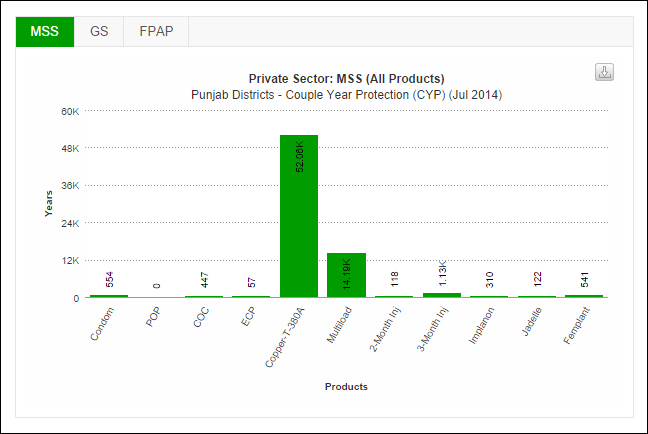 MSS GS FPAP
Private Sector: MSS (All Products)
Punjab Districts - Couple Year Protection (CYP) (Jul 2014)
60K
48K
36K
24K
12K
0
Years
554
0
447
57
52.06K
14.19K
118
1.13K
310
122
541
Condom
POP
COC
ECP
Copper-T-380A
Multiload
2-Month Inj
3-Month Inj
Implanon
Jadelle
Femplant
Products